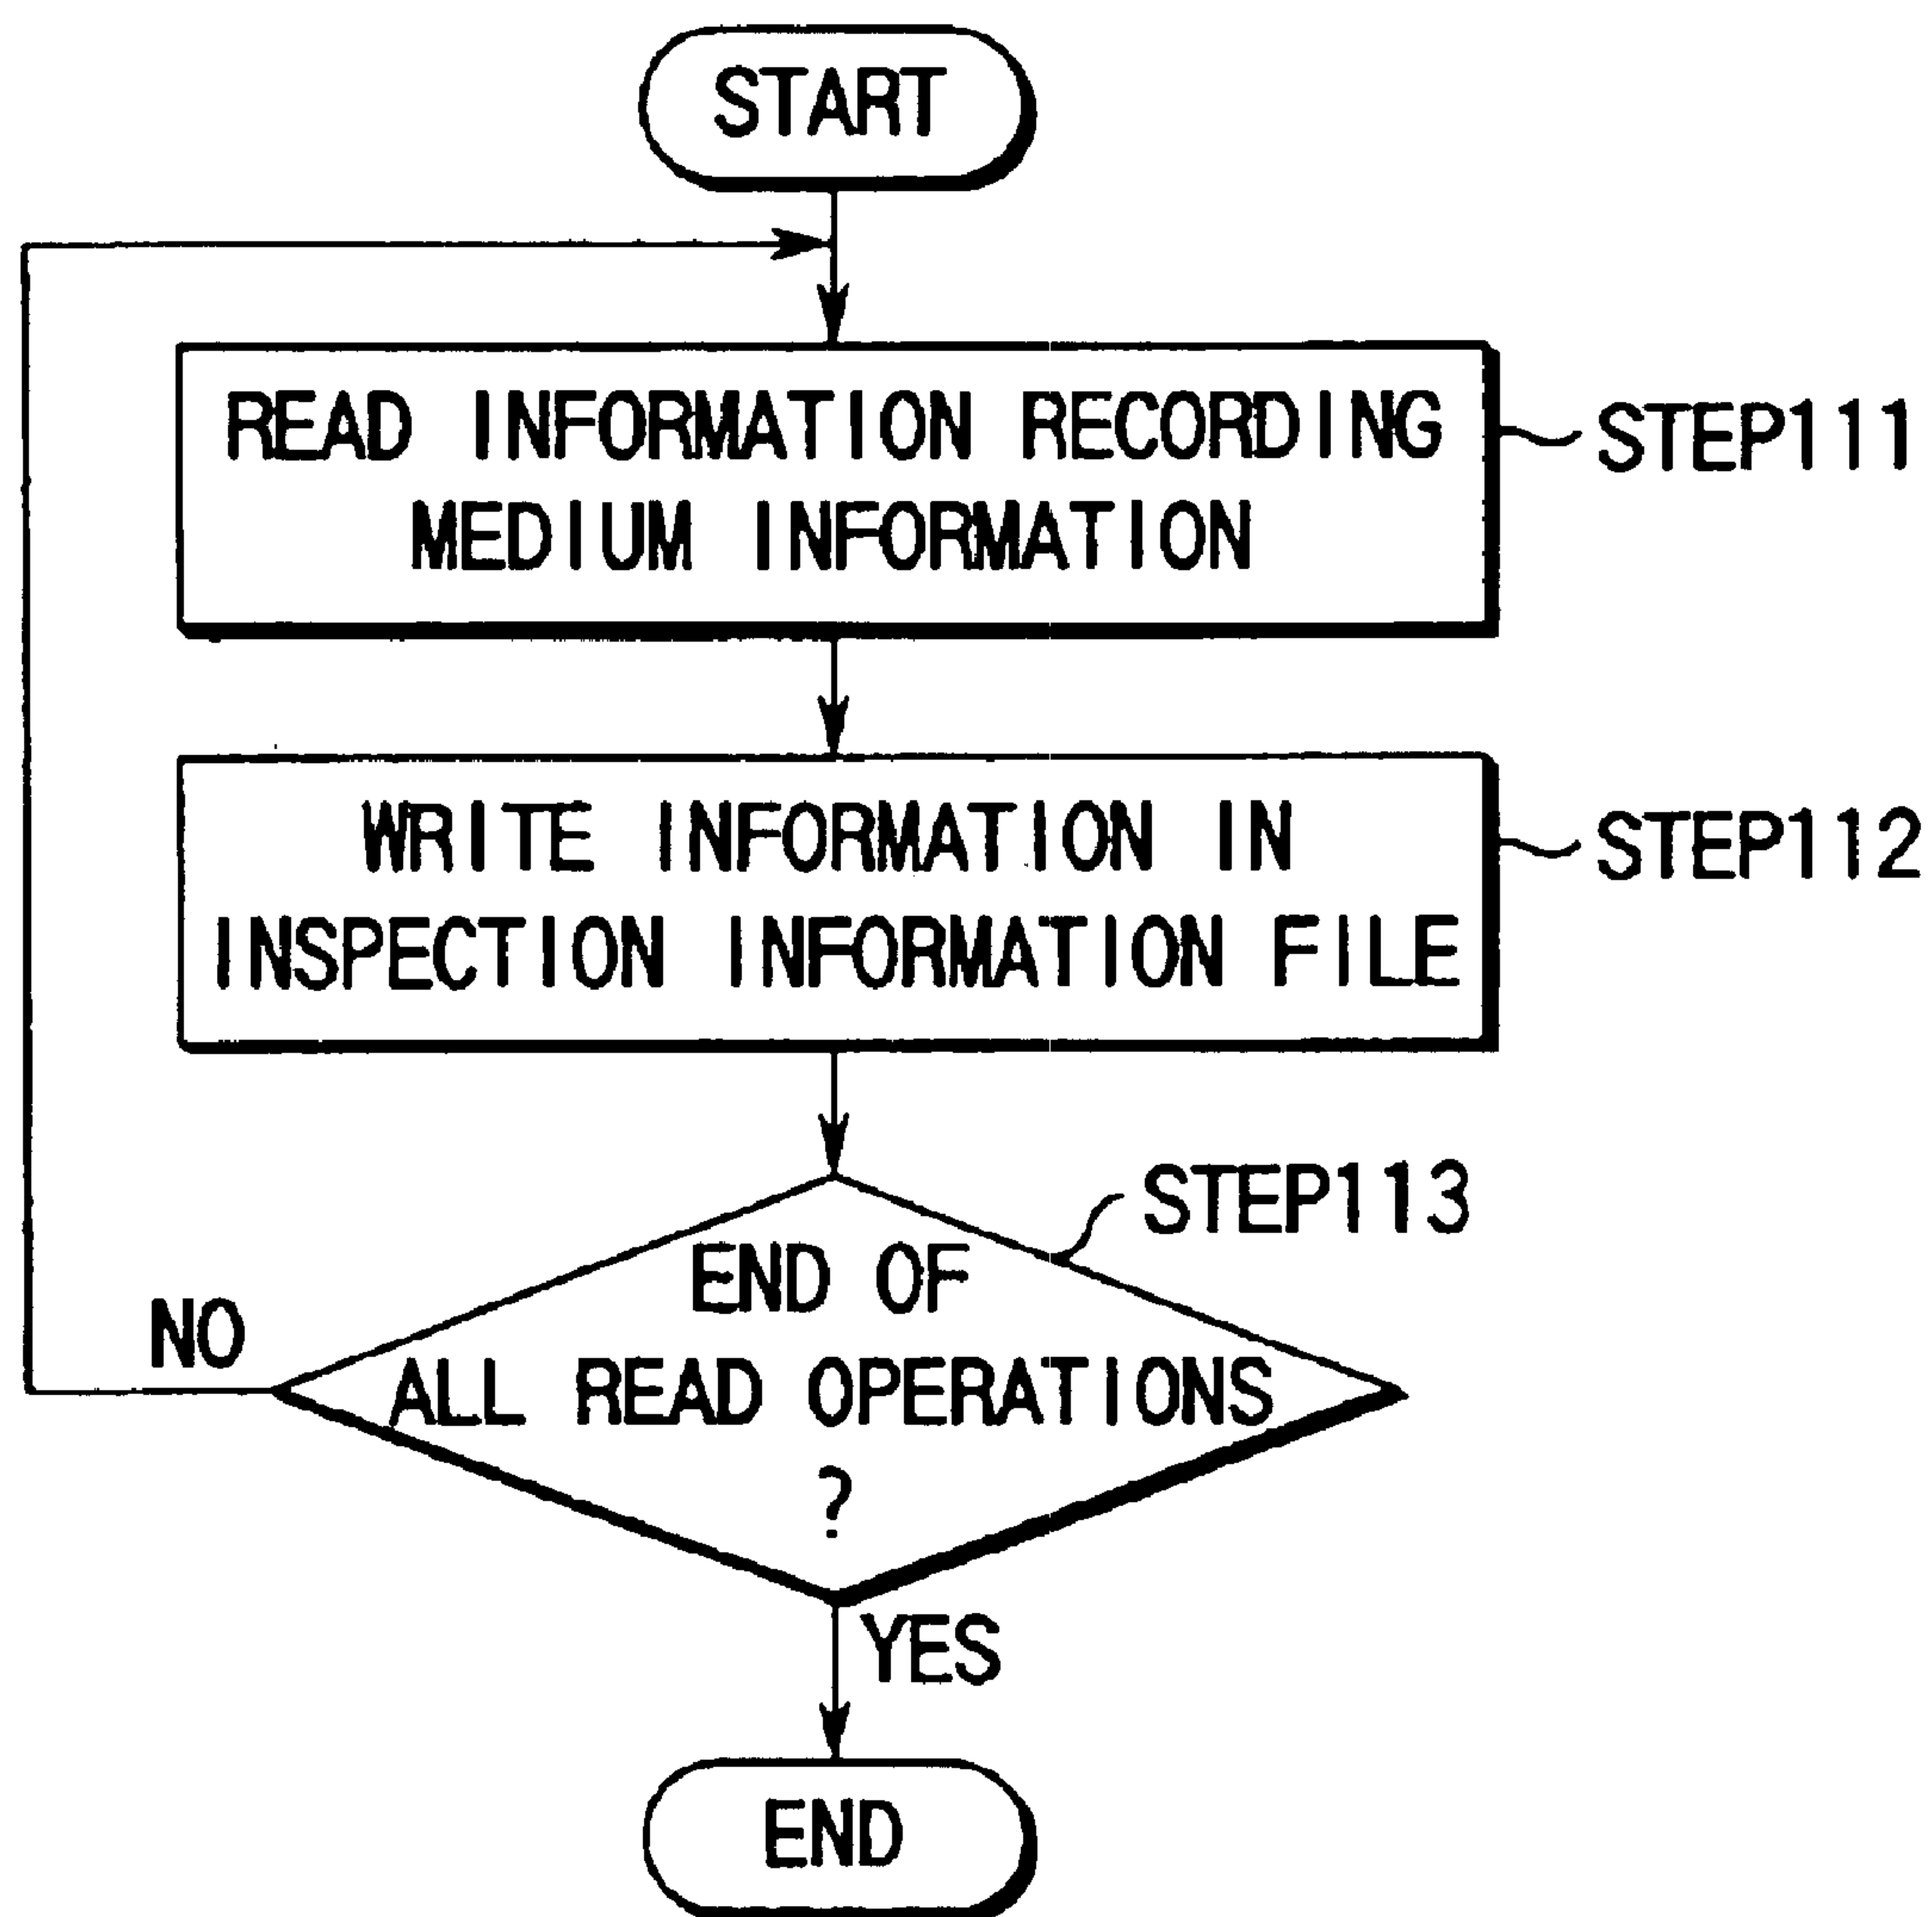 START
READ INFORMATION RECORDING
MEDIUM INFORMATION
STEP111
WRITE INFORMATION IN
INSPECTION INFORMATION FILE
STEP112
STEP113
END OF
ALL READ OPERATIONS
?
NO
YES
END